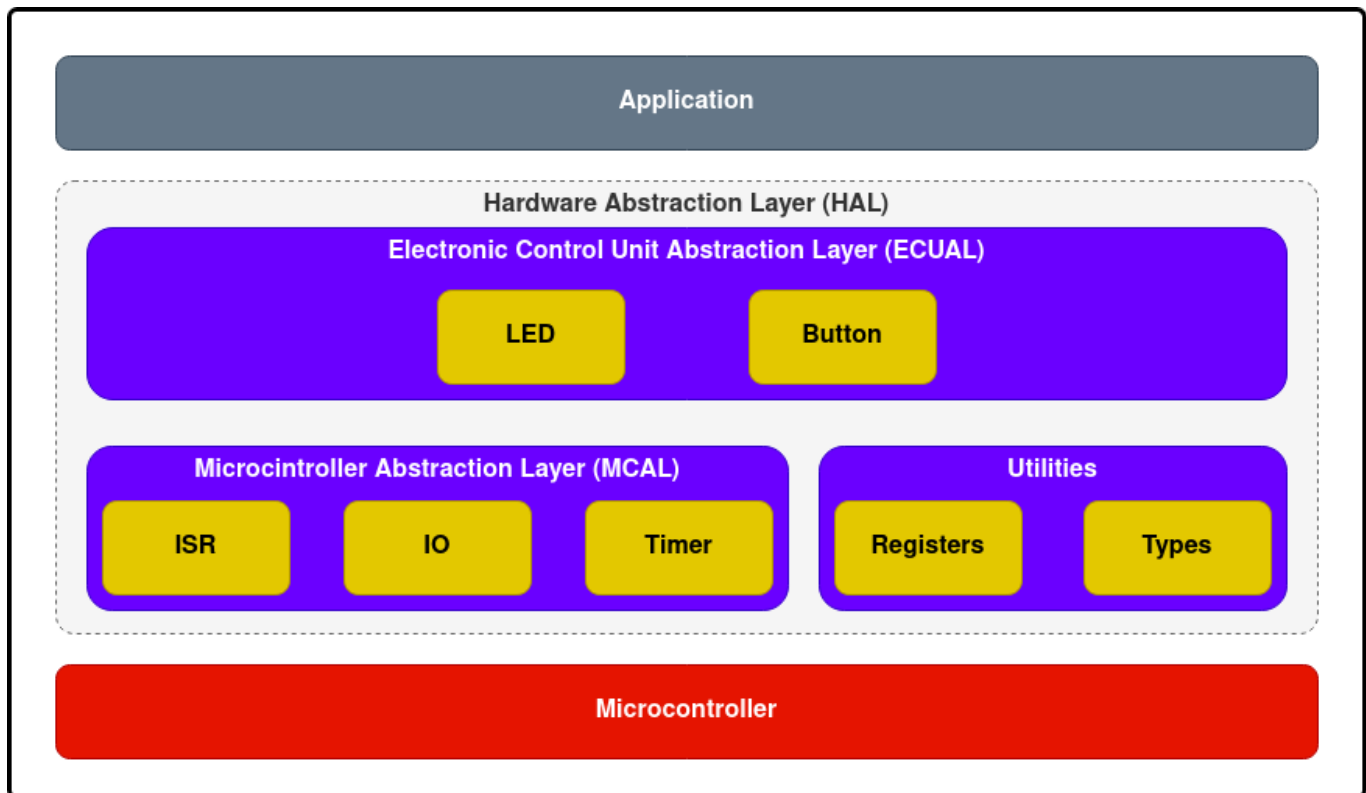 Application
Hardware Abstraction Layer (HAL)
Electronic Control Unit Abstraction Layer (ECUAL)
LED
Button
Microcintroller Abstraction Layer (MCAL)
ISR
IO
Timer
Utilities
Registers
Types
Microcontroller